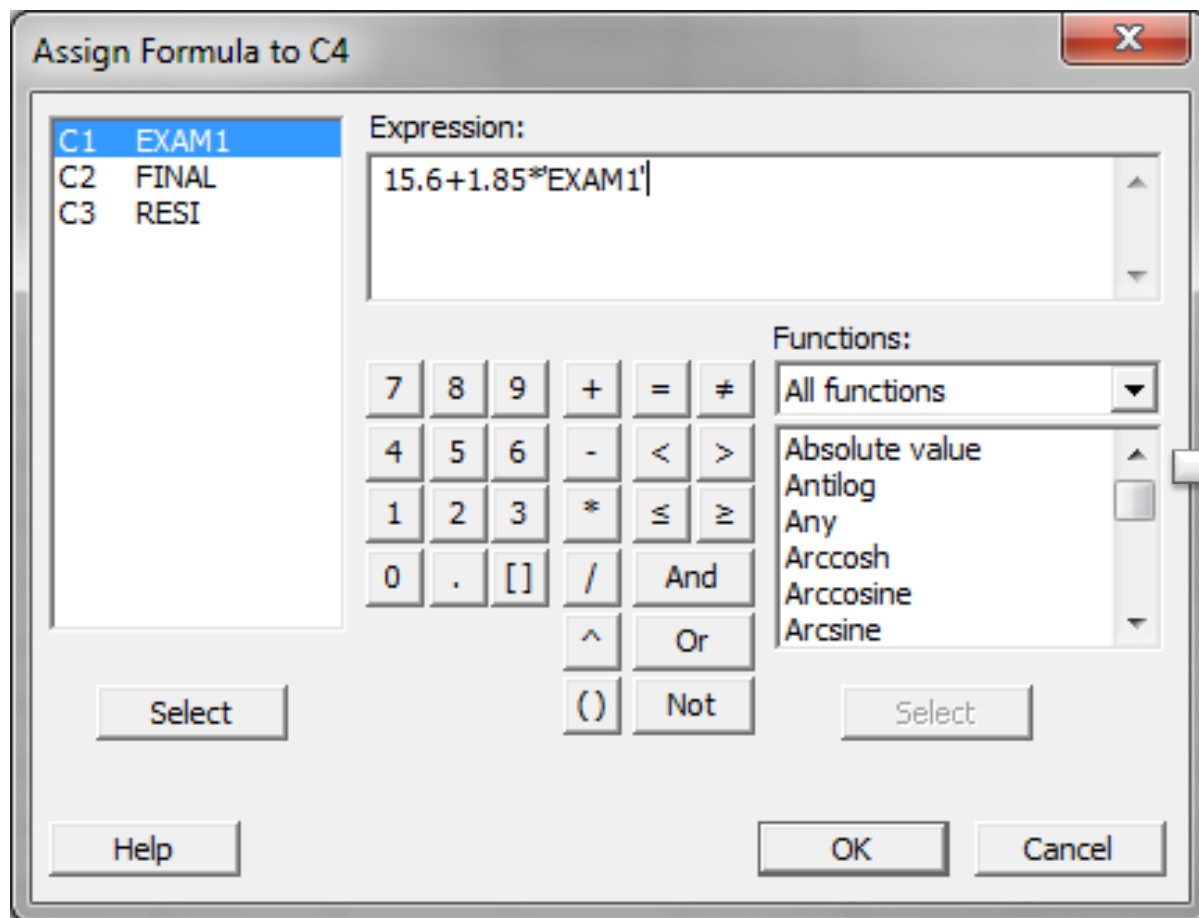 Assign Formula to C4
C1 EXAM1
C2 FINAL
C3 RESI
Select
Expression:
15.6+1.85*'EXAM1'
7 8 9 + = ≠
4 5 6 - < >
1 2 3 * ≤ ≥
0 . [] / And
^ Or
() Not
Functions:
All functions
Absolute value
Antilog
Any
Arccosh
Arccosine
Arcsine
Select
Help
OK
Cancel